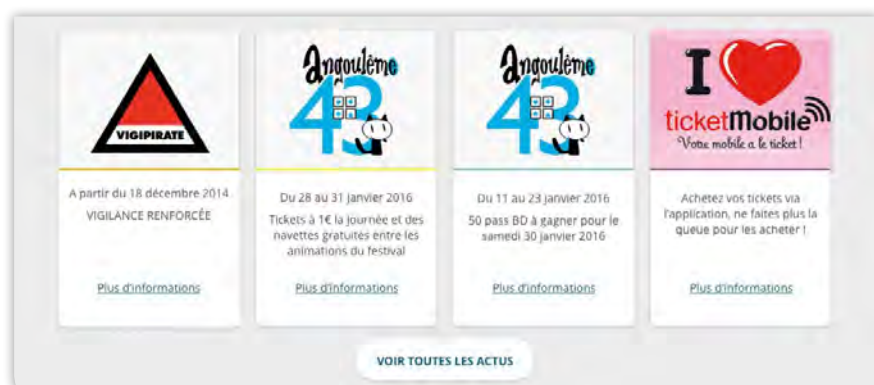 VIGIPIRATE
A partir du 18 décembre 2014
VIGILANCE RENFORCÉE
Plus d'informations
Angoulême
43
Du 28 au 31 janvier 2016
Tickets à 1€ la journée et des
navettes gratuites entre les
animations du festival
Plus d'informations
Angoulême
43
Du 11 au 23 janvier 2016
50 pass BD à gagner pour le
samedi 30 janvier 2016
Plus d'informations
I
ticketMobile
Votre mobile a le ticket !
Achetez vos tickets via
l'application, ne faites plus la
queue pour les acheter !
Plus d'informations
VOIR TOUTES LES ACTUS